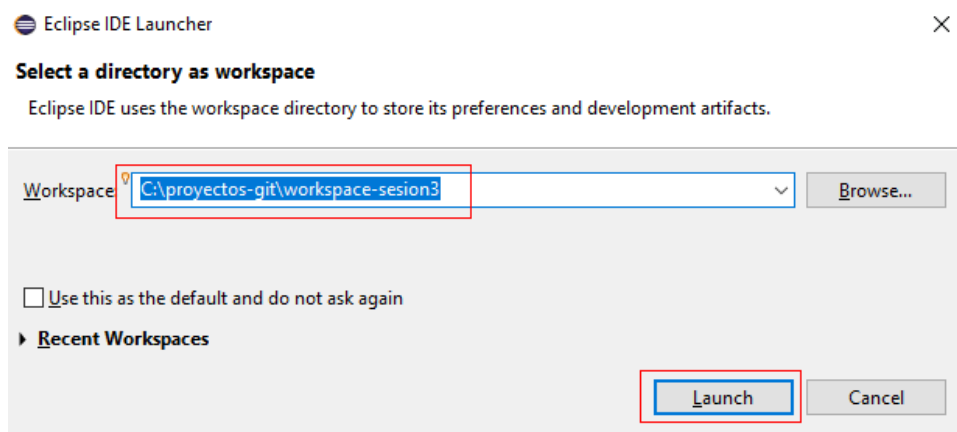 Eclipse IDE Launcher
Select a directory as workspace
Eclipse IDE uses the workspace directory to store its preferences and development artifacts.
Workspace: C:\proyectos-git\workspace-sesion3 Browse...
Use this as the default and do not ask again
Recent Workspaces
Launch Cancel